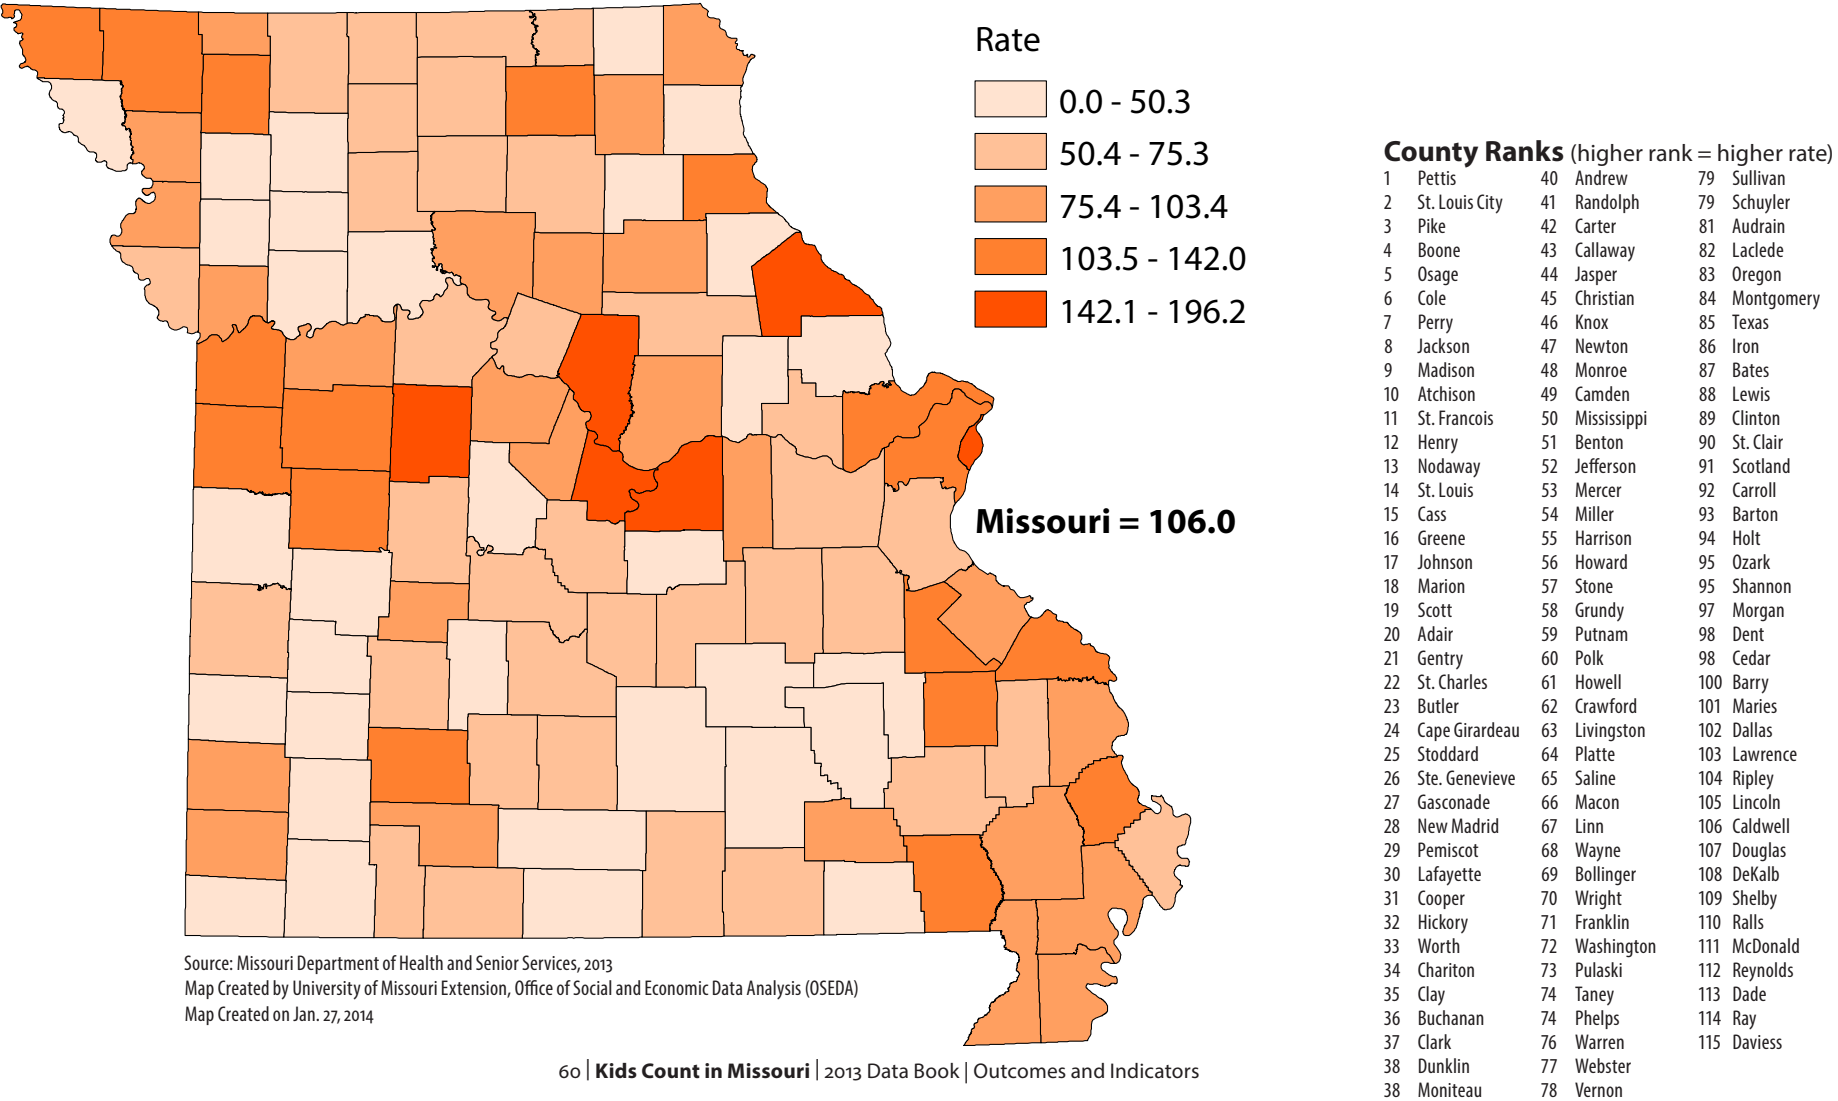 Rate
0.0 - 50.3
50.4 - 75.3
75.4 - 103.4
103.5 - 142.0
142.1 - 196.2
Missouri = 106.0
County Ranks (higher rank = higher rate)
1 Pettis
2 St. Louis City
3 Pike
4 Boone
5 Osage
6 Cole
7 Perry
8 Jackson
9 Madison
10 Atchison
11 St. Francois
12 Henry
13 Nodaway
14 St. Louis
15 Cass
16 Greene
17 Johnson
18 Marion
19 Scott
20 Adair
21 Gentry
22 St. Charles
23 Butler
24 Cape Girardeau
25 Stoddard
26 Ste. Genevieve
27 Gasconade
28 New Madrid
29 Pemiscot
30 Lafayette
31 Cooper
32 Hickory
33 Worth
34 Chariton
35 Clay
36 Buchanan
37 Clark
38 Dunklin
38 Moniteau
40 Andrew
41 Randolph
42 Carter
43 Callaway
44 Jasper
45 Christian
46 Knox
47 Newton
48 Monroe
49 Camden
50 Mississippi
51 Benton
52 Jefferson
53 Mercer
54 Miller
55 Harrison
56 Howard
57 Stone
58 Grundy
59 Putnam
60 Polk
61 Howell
62 Crawford
63 Livingston
64 Platte
65 Saline
66 Macon
67 Linn
68 Wayne
69 Bollinger
70 Wright
71 Franklin
72 Washington
73 Pulaski
74 Taney
74 Phelps
76 Warren
77 Webster
78 Vernon
79 Sullivan
79 Schuyler
81 Audrain
82 Laclede
83 Oregon
84 Montgomery
85 Texas
86 Iron
87 Bates
88 Lewis
89 Clinton
90 St. Clair
91 Scotland
92 Carroll
93 Barton
94 Holt
95 Ozark
95 Shannon
97 Morgan
98 Dent
98 Cedar
100 Barry
101 Maries
102 Dallas
103 Lawrence
104 Ripley
105 Lincoln
106 Caldwell
107 Douglas
108 DeKalb
109 Shelby
110 Ralls
111 McDonald
112 Reynolds
113 Dade
114 Ray
115 Daviess
Source: Missouri Department of Health and Senior Services, 2013
Map Created by University of Missouri Extension, Office of Social and Economic Data Analysis (OSEDA)
Map Created on Jan. 27, 2014
60 | Kids Count in Missouri | 2013 Data Book | Outcomes and Indicators